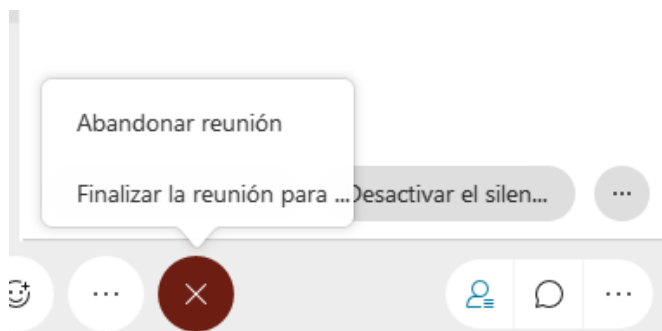 Abandonar reunión
Finalizar la reunión para ...
Desactivar el silen...